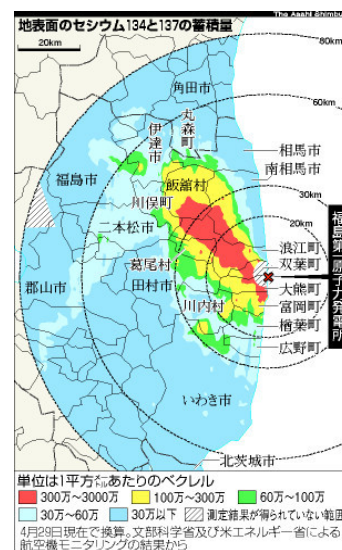 The Asahi Shimbun
地表面のセシウム134と137の蓄積量
20km
80km
角田市
60km
丸森町
伊達市
相馬市
南相馬市
飯舘村
福島市
30km
川俣町
20km
二本松市
浪江町
双葉町
福島第一原子力発電所
葛尾村
大熊町
郡山市
田村市
富岡町
川内村
楢葉町
広野町
いわき市
北茨城市
単位は1平方㍍あたりのベクレル
300万〜3000万 100万〜300万 60万〜100万
30万〜60万 30万以下 測定結果が得られていない範囲
4月29日現在で換算。文部科学省及び米エネルギー省による
航空機モニタリングの結果から